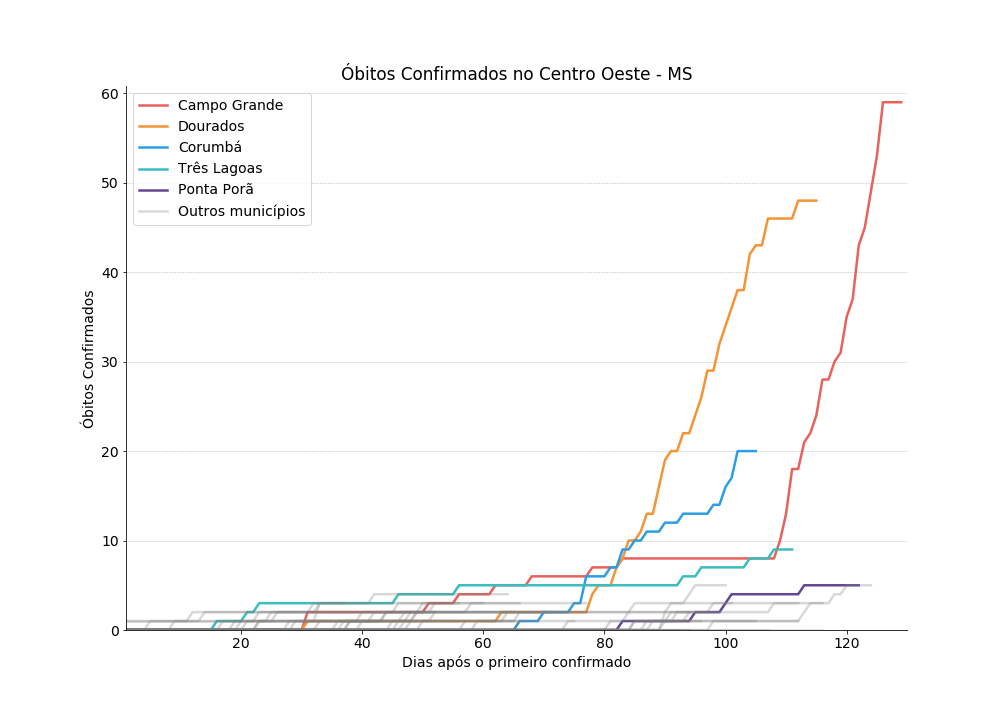 Óbitos Confirmados no Centro Oeste - MS
Campo Grande
Dourados
Corumbá
Três Lagoas
Ponta Porã
Outros municípios
Óbitos Confirmados
60
50
40
30
20
10
0
20 40 60 80 100 120
Dias após o primeiro confirmado